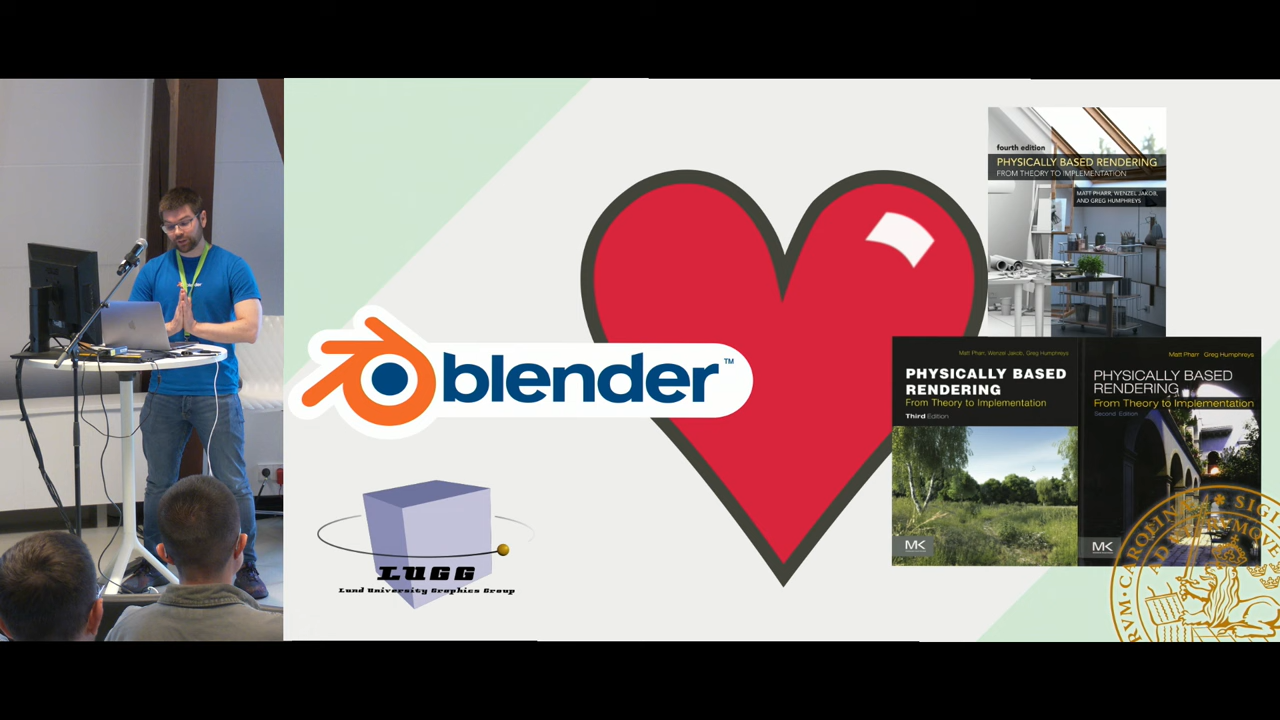 fourth edition
PHYSICALLY BASED RENDERING
FROM THEORY TO IMPLEMENTATION
MATT PHARR, WENZEL JAKOB,
AND GREG HUMPHREYS
blender™
Matt Pharr, Wenzel Jakob, Greg Humphreys
PHYSICALLY BASED
RENDERING
From Theory to Implementation
Third Edition
MK
Matt Pharr Greg Humphreys
PHYSICALLY BASED
RENDERING
From Theory to Implementation
Second Edition
MK
LUGG
Lund University Graphics Group